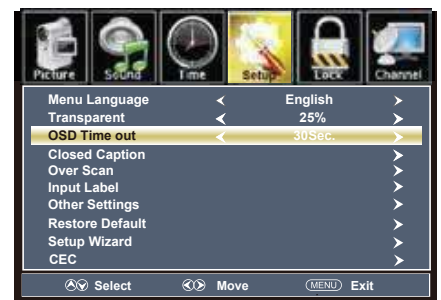 Picture Sound Time Setup Lock Channel
Menu Language English
Transparent 25%
OSD Time out 30Sec.
Closed Caption
Over Scan
Input Label
Other Settings
Restore Default
Setup Wizard
CEC
Select Move MENU Exit